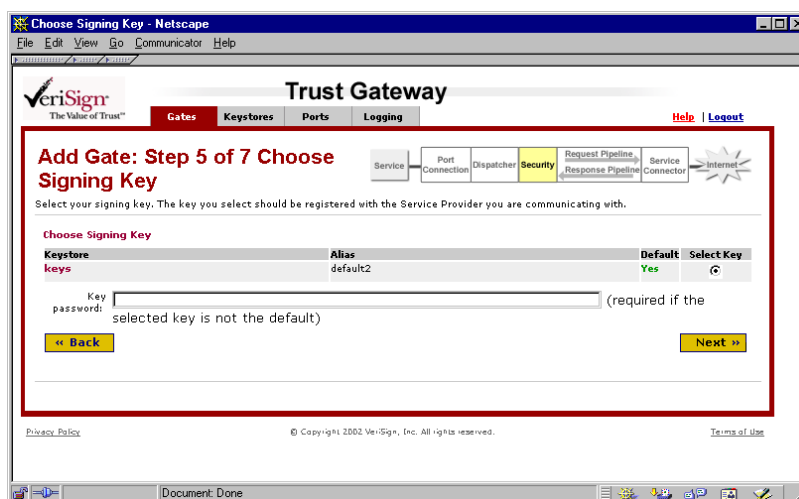 Choose Signing Key - Netscape
File Edit View Go Communicator Help
VeriSign
The Value of Trust™
Trust Gateway
Gates Keystores Ports Logging
Help | Logout
Add Gate: Step 5 of 7 Choose
Signing Key
Service
Port
Connection
Dispatcher
Security
Request Pipeline
Response Pipeline
Service
Connector
Internet
Select your signing key. The key you select should be registered with the Service Provider you are communicating with.
Choose Signing Key
Keystore Alias Default Select Key
keys default2 Yes
Key
password:
(required if the
selected key is not the default)
‹‹ Back
Next ››
Privacy Policy
© Copyright 2002 VeriSign, Inc. All rights reserved.
Terms of Use
Document: Done